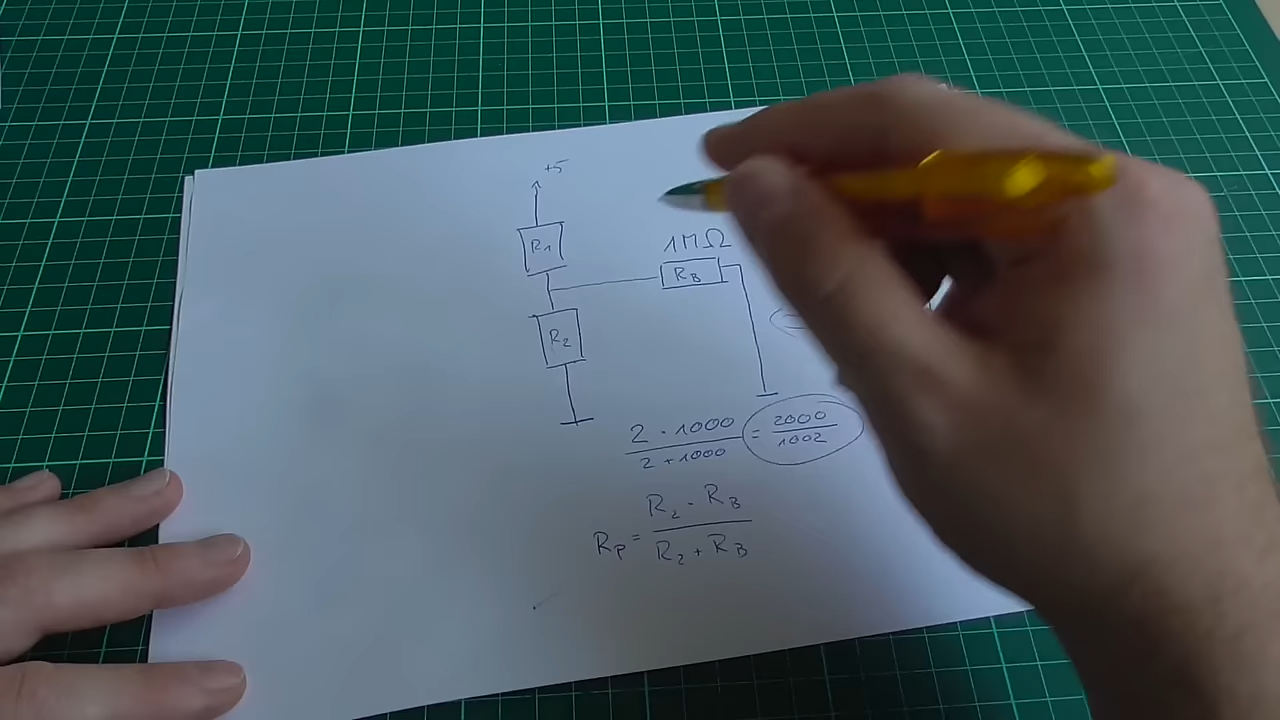 +5
R1
1MΩ
RB
R2
2 · 1000 / 2 + 1000 = 2000 / 1002
RP = R2 · RB / R2 + RB